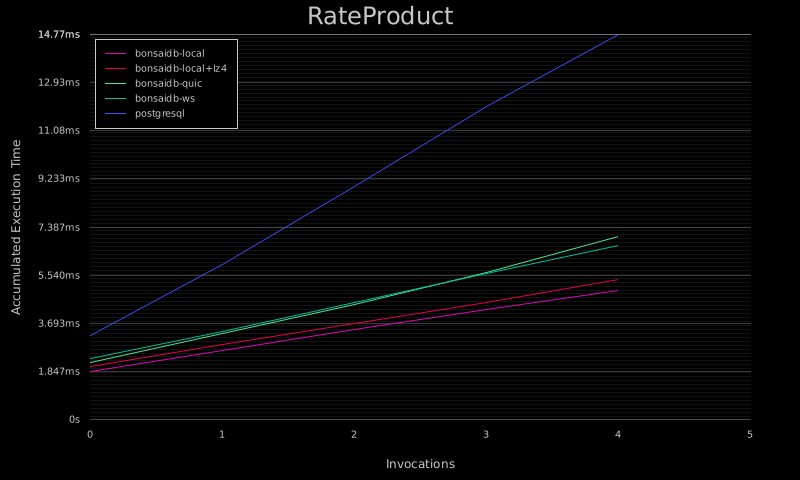 RateProduct
14.77ms
bonsaidb-local
bonsaidb-local+lz4
bonsaidb-quic
bonsaidb-ws
postgresql
12.93ms
11.08ms
9.233ms
7.387ms
5.540ms
3.693ms
1.847ms
0s
Accumulated Execution Time
0 1 2 3 4 5
Invocations